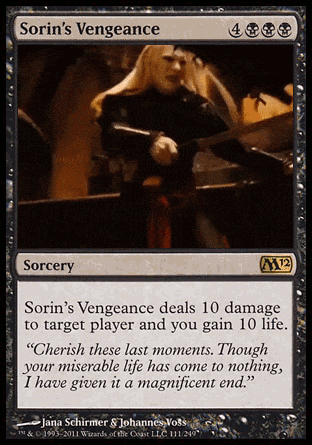 Sorin's Vengeance 4
Sorcery M12
Sorin's Vengeance deals 10 damage
to target player and you gain 10 life.
"Cherish these last moments. Though
your miserable life has come to nothing,
I have given it a magnificent end."
Jana Schirmer & Johannes Voss
™ & © 1993–2011 Wizards of the Coast LLC 111/249